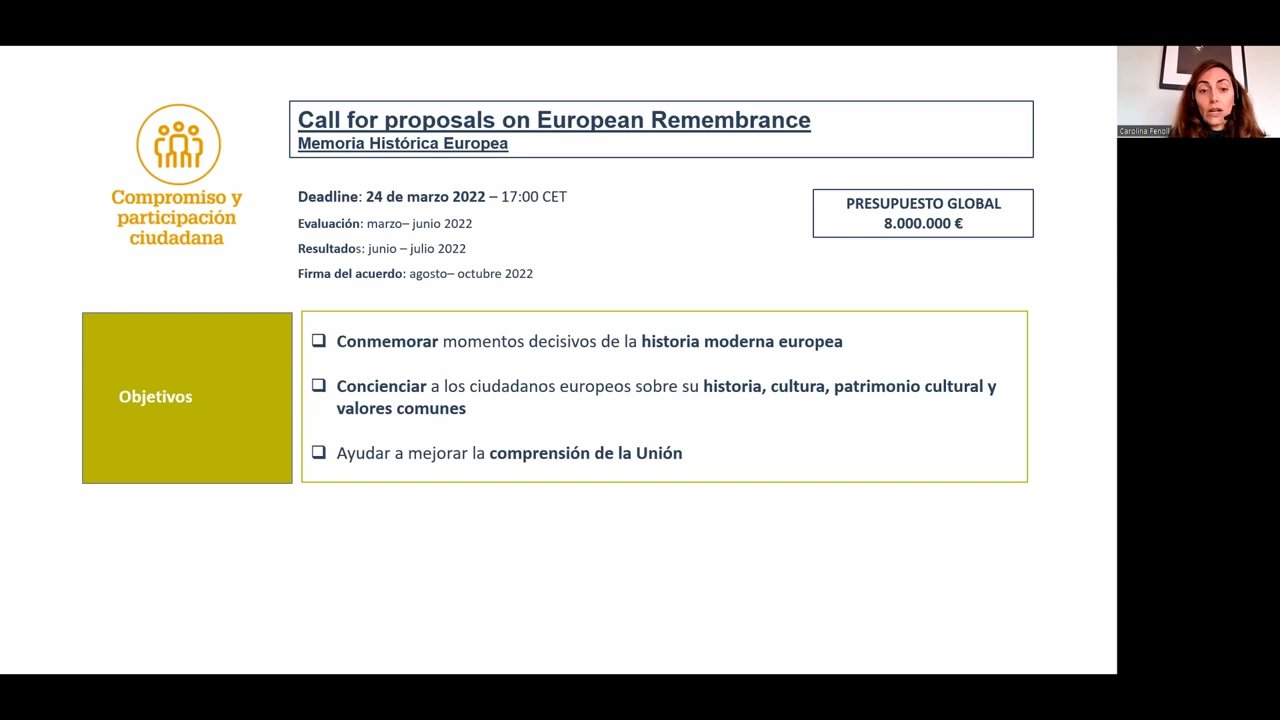 Call for proposals on European Remembrance
Memoria Histórica Europea
Compromiso y
participación
ciudadana
Deadline: 24 de marzo 2022 – 17:00 CET
Evaluación: marzo– junio 2022
Resultados: junio – julio 2022
Firma del acuerdo: agosto– octubre 2022
PRESUPUESTO GLOBAL
8.000.000 €
Objetivos
Conmemorar momentos decisivos de la historia moderna europea
Concienciar a los ciudadanos europeos sobre su historia, cultura, patrimonio cultural y
valores comunes
Ayudar a mejorar la comprensión de la Unión
Carolina Fenoll